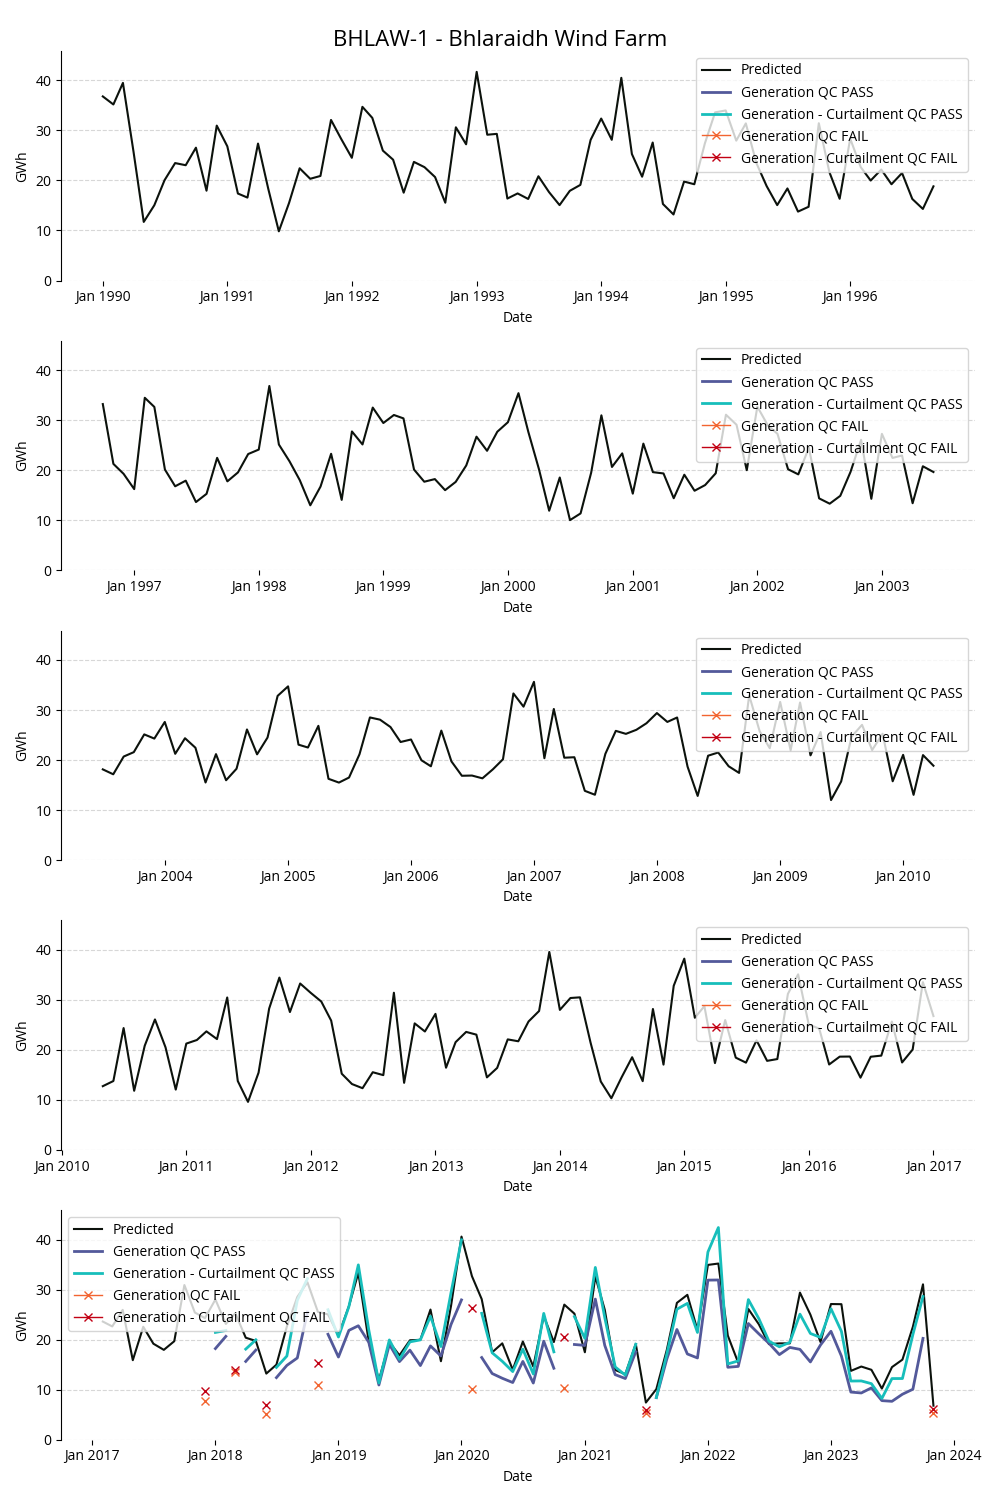 BHLAW-1 - Bhlaraidh Wind Farm
GWh
40
30
20
10
0
Predicted
Generation QC PASS
Generation - Curtailment QC PASS
Generation QC FAIL
Generation - Curtailment QC FAIL
Jan 1990 Jan 1991 Jan 1992 Jan 1993 Jan 1994 Jan 1995 Jan 1996
Date
GWh
40
30
20
10
0
Predicted
Generation QC PASS
Generation - Curtailment QC PASS
Generation QC FAIL
Generation - Curtailment QC FAIL
Jan 1997 Jan 1998 Jan 1999 Jan 2000 Jan 2001 Jan 2002 Jan 2003
Date
GWh
40
30
20
10
0
Predicted
Generation QC PASS
Generation - Curtailment QC PASS
Generation QC FAIL
Generation - Curtailment QC FAIL
Jan 2004 Jan 2005 Jan 2006 Jan 2007 Jan 2008 Jan 2009 Jan 2010
Date
GWh
40
30
20
10
0
Predicted
Generation QC PASS
Generation - Curtailment QC PASS
Generation QC FAIL
Generation - Curtailment QC FAIL
Jan 2010 Jan 2011 Jan 2012 Jan 2013 Jan 2014 Jan 2015 Jan 2016 Jan 2017
Date
GWh
40
30
20
10
0
Predicted
Generation QC PASS
Generation - Curtailment QC PASS
Generation QC FAIL
Generation - Curtailment QC FAIL
Jan 2017 Jan 2018 Jan 2019 Jan 2020 Jan 2021 Jan 2022 Jan 2023 Jan 2024
Date